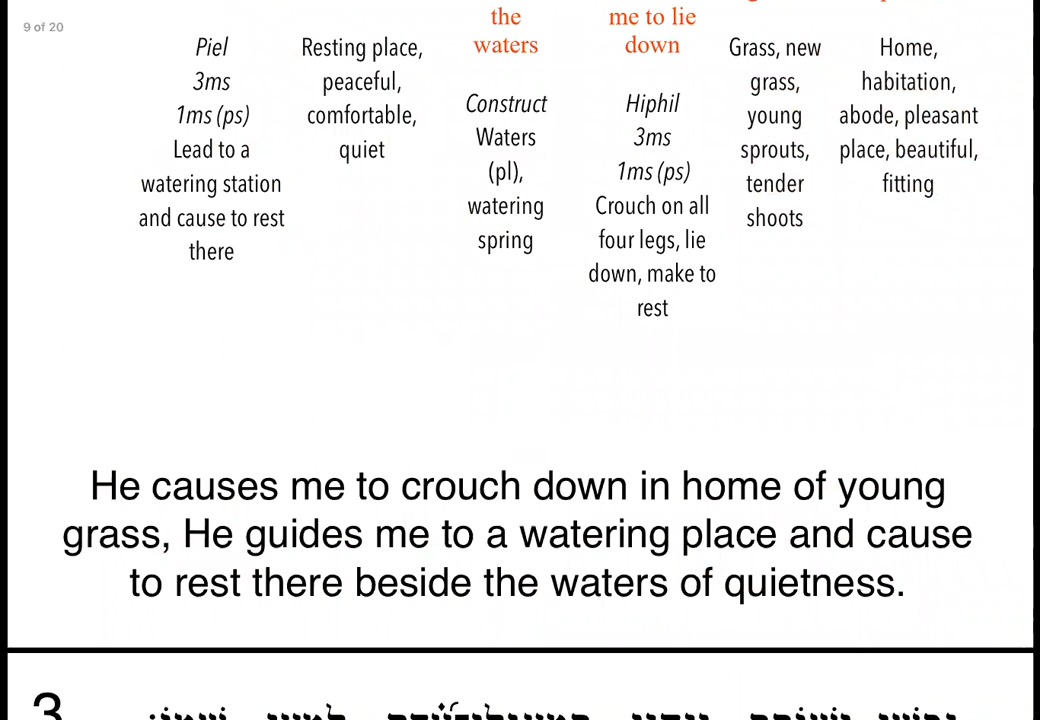 9 of 20
the
waters
me to lie
down
Piel
3ms
1ms (ps)
Lead to a
watering station
and cause to rest
there
Resting place,
peaceful,
comfortable,
quiet
Construct
Waters
(pl),
watering
spring
Hiphil
3ms
1ms (ps)
Crouch on all
four legs, lie
down, make to
rest
Grass, new
grass,
young
sprouts,
tender
shoots
Home,
habitation,
abode, pleasant
place, beautiful,
fitting
He causes me to crouch down in home of young
grass, He guides me to a watering place and cause
to rest there beside the waters of quietness.
3